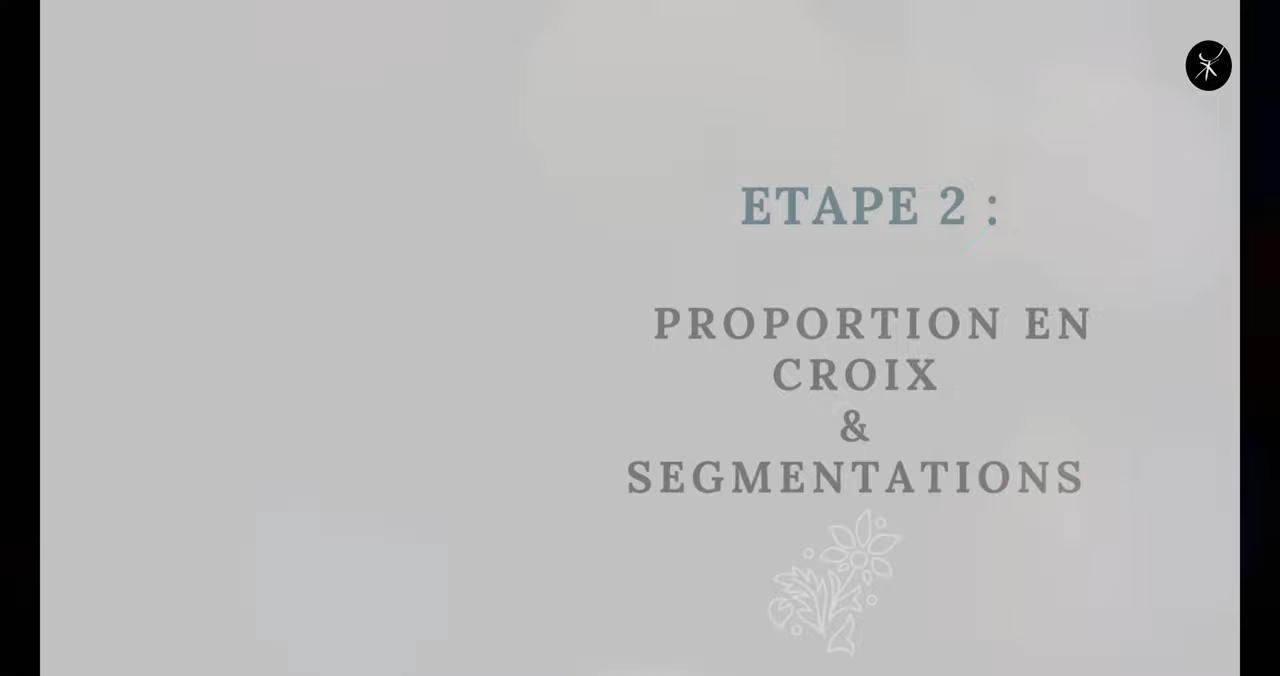 ETAPE 2 :
PROPORTION EN
CROIX
&
SEGMENTATIONS